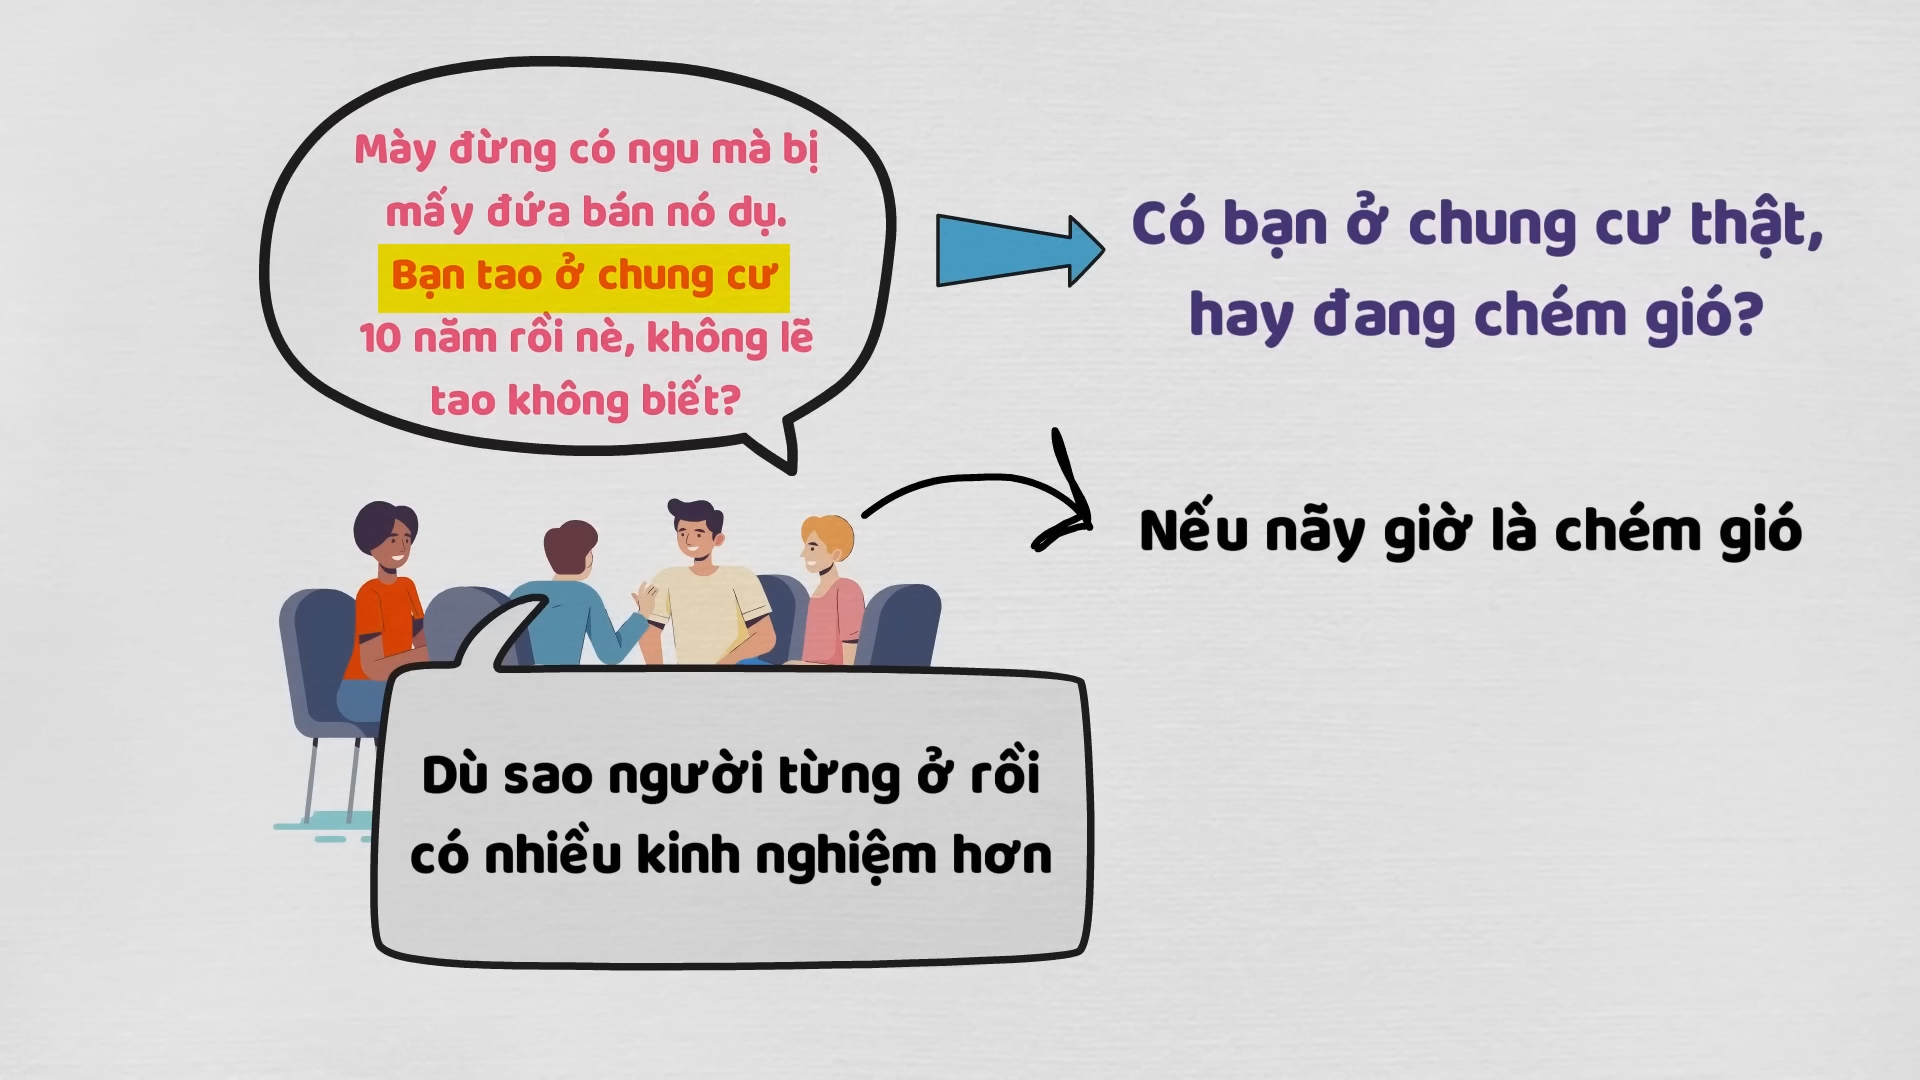 Mày đừng có ngu mà bị
mấy đứa bán nó dụ.
Bạn tao ở chung cư
10 năm rồi nè, không lẽ
tao không biết?
Có bạn ở chung cư thật,
hay đang chém gió?
Nếu nãy giờ là chém gió
Dù sao người từng ở rồi
có nhiều kinh nghiệm hơn